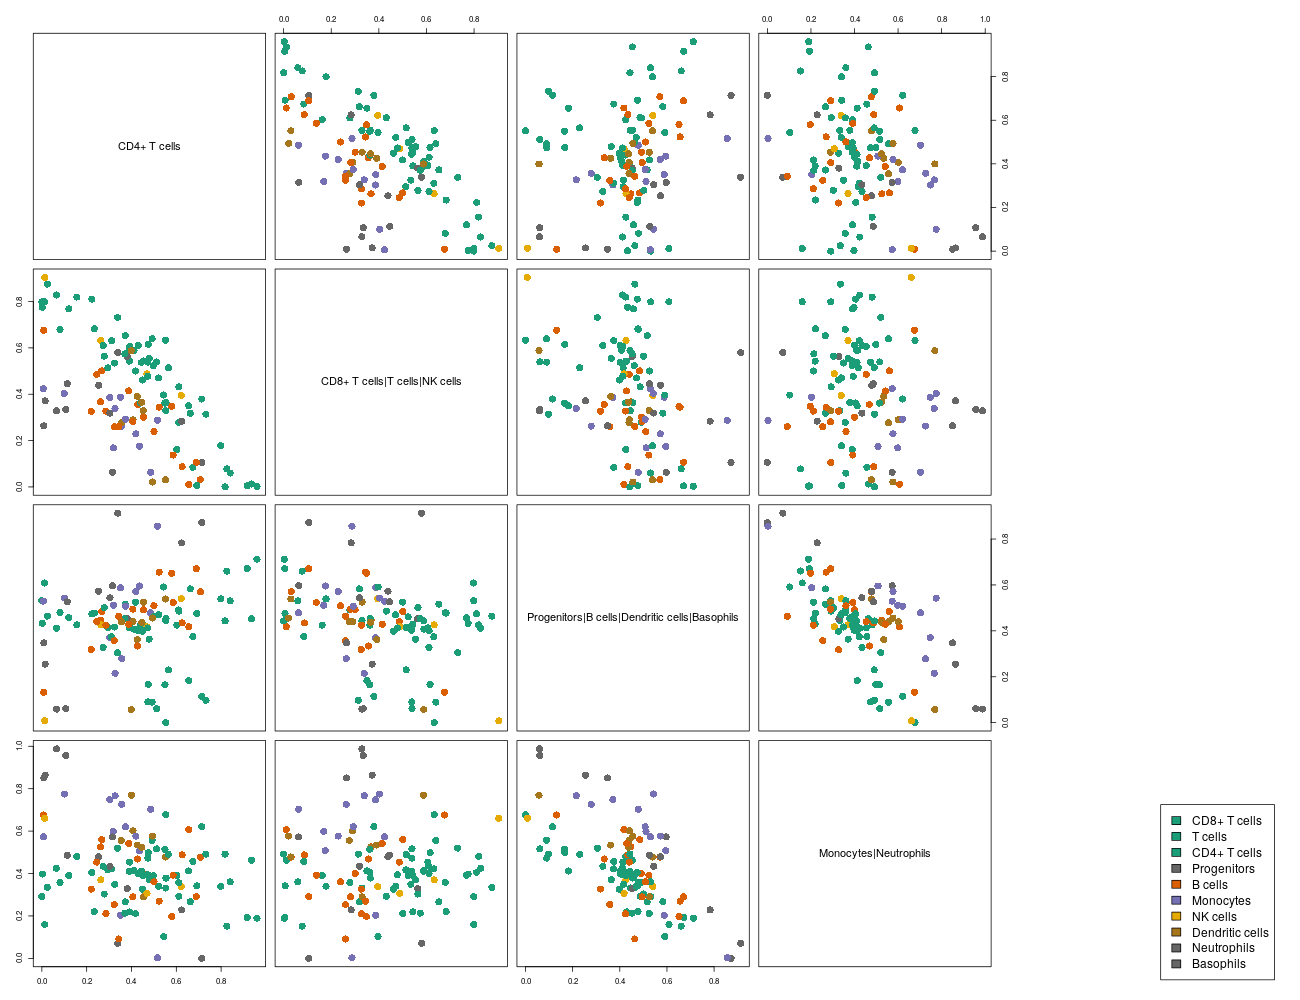 0.0 0.2 0.4 0.6 0.8
0.0 0.2 0.4 0.6 0.8 1.0
CD4+ T cells
0.0 0.2 0.4 0.6 0.8
0.0 0.2 0.4 0.6 0.8
CD8+ T cells|T cells|NK cells
Progenitors|B cells|Dendritic cells|Basophils
0.0 0.2 0.4 0.6 0.8
0.0 0.2 0.4 0.6 0.8 1.0
Monocytes|Neutrophils
0.0 0.2 0.4 0.6 0.8
0.0 0.2 0.4 0.6 0.8
CD8+ T cells
T cells
CD4+ T cells
Progenitors
B cells
Monocytes
NK cells
Dendritic cells
Neutrophils
Basophils